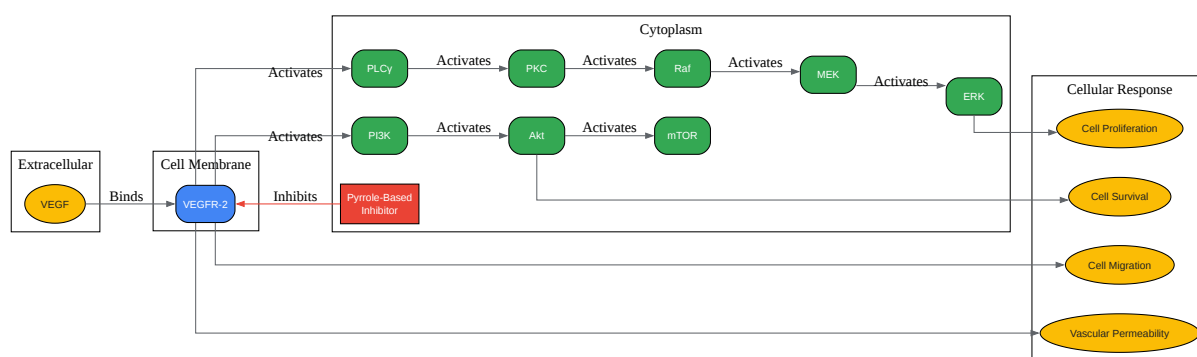 Cytoplasm
Activates
PLCγ
Activates
PKC
Activates
Raf
Activates
MEK
Activates
ERK
Cellular Response
Cell Proliferation
Activates
PI3K
Activates
Akt
Activates
mTOR
Extracellular
Cell Membrane
VEGF
Binds
VEGFR-2
Inhibits
Pyrrole-Based
Inhibitor
Cell Survival
Cell Migration
Vascular Permeability